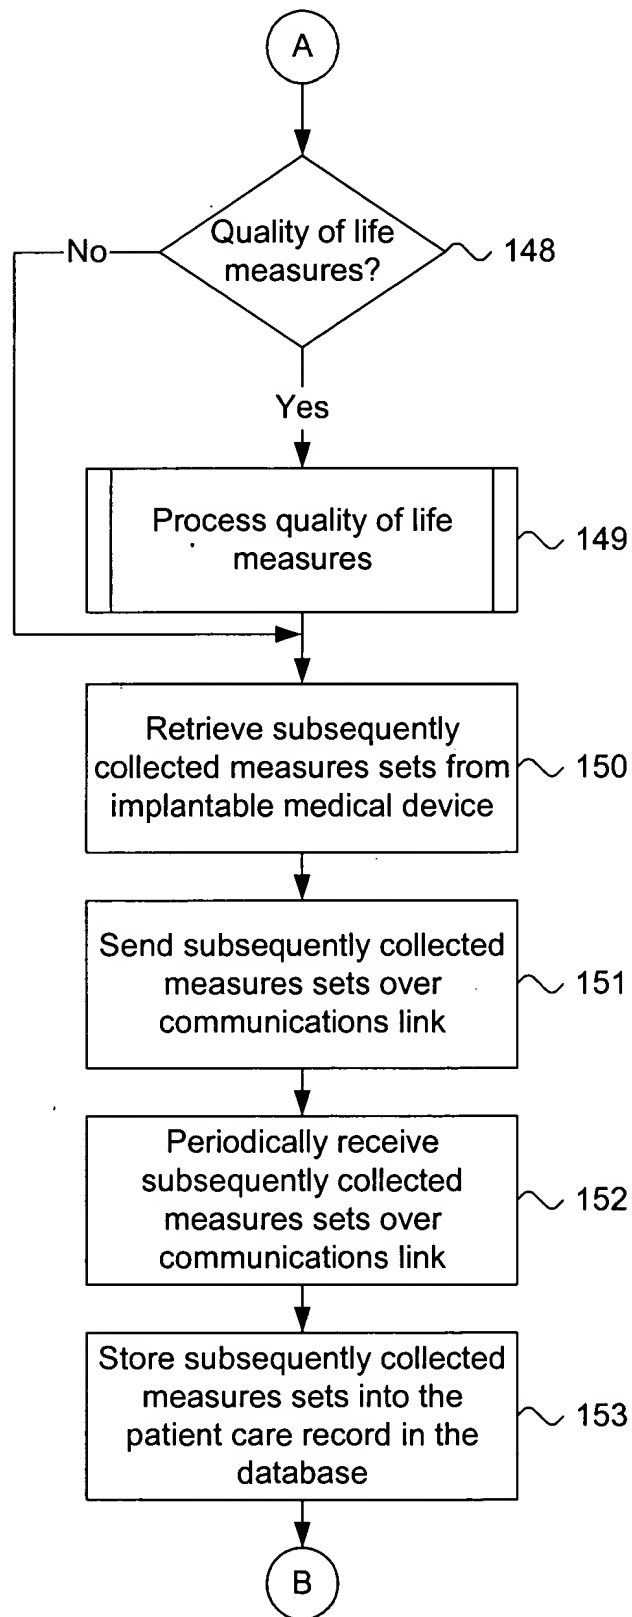 A
Quality of life
measures?
148
No
Yes
Process quality of life
measures
149
Retrieve subsequently
collected measures sets from
implantable medical device
150
Send subsequently collected
measures sets over
communications link
151
Periodically receive
subsequently collected
measures sets over
communications link
152
Store subsequently collected
measures sets into the
patient care record in the
database
153
B